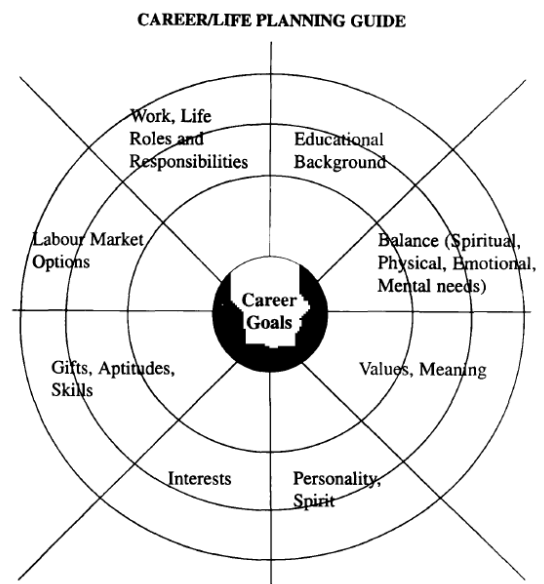 CAREER/LIFE PLANNING GUIDE
Work, Life
Roles and
Responsibilities
Educational
Background
Labour Market
Options
Balance (Spiritual,
Physical, Emotional,
Mental needs)
Career
Goals
Gifts, Aptitudes,
Skills
Values, Meaning
Interests
Personality,
Spirit